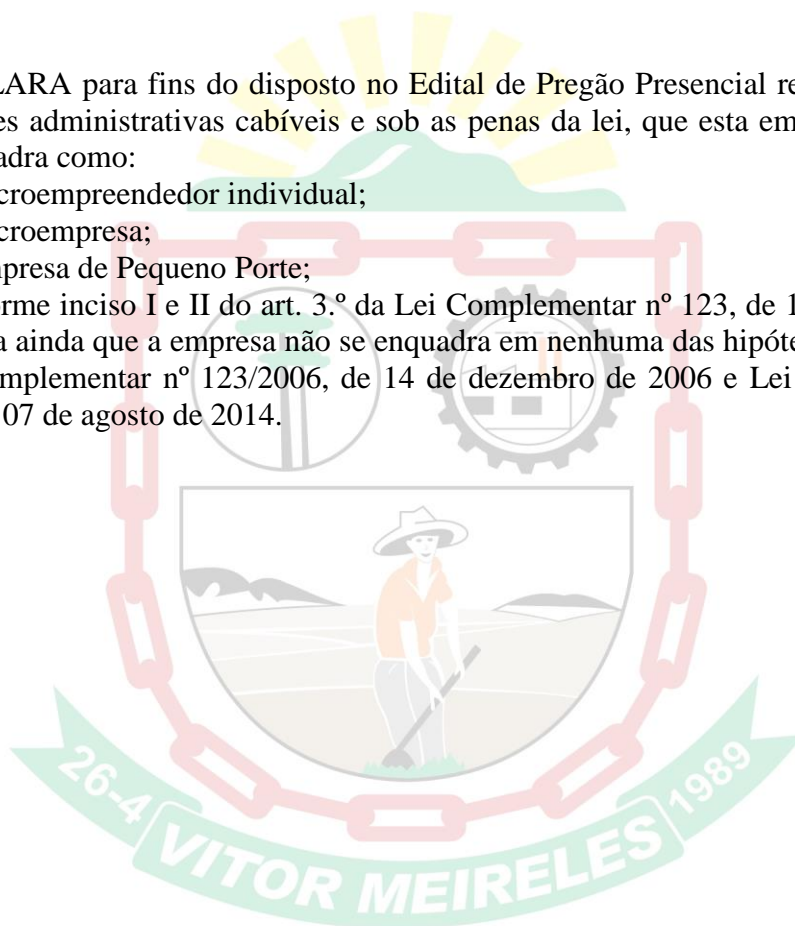 LARA para fins do disposto no Edital de Pregão Presencial re
es administrativas cabíveis e sob as penas da lei, que esta em
adra como:
croempreendedor individual;
croempresa;
presa de Pequeno Porte;
rme inciso I e II do art. 3.º da Lei Complementar nº 123, de 1
a ainda que a empresa não se enquadra em nenhuma das hipóte
mplementar nº 123/2006, de 14 de dezembro de 2006 e Lei
07 de agosto de 2014.
26-4
VITOR MEIRELES
1989